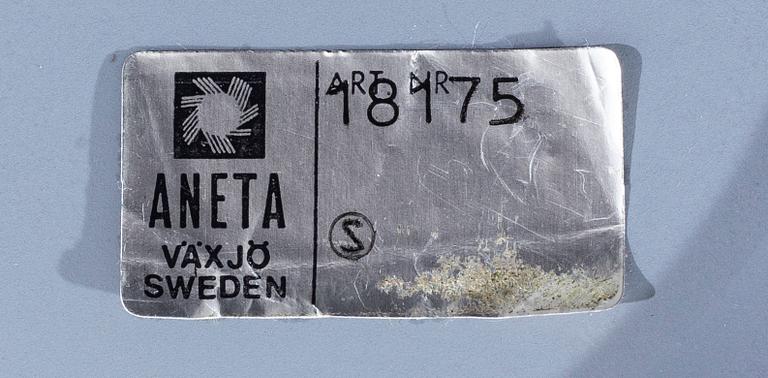 ANETA
VÄXJÖ
SWEDEN
ART. NR
18175
S